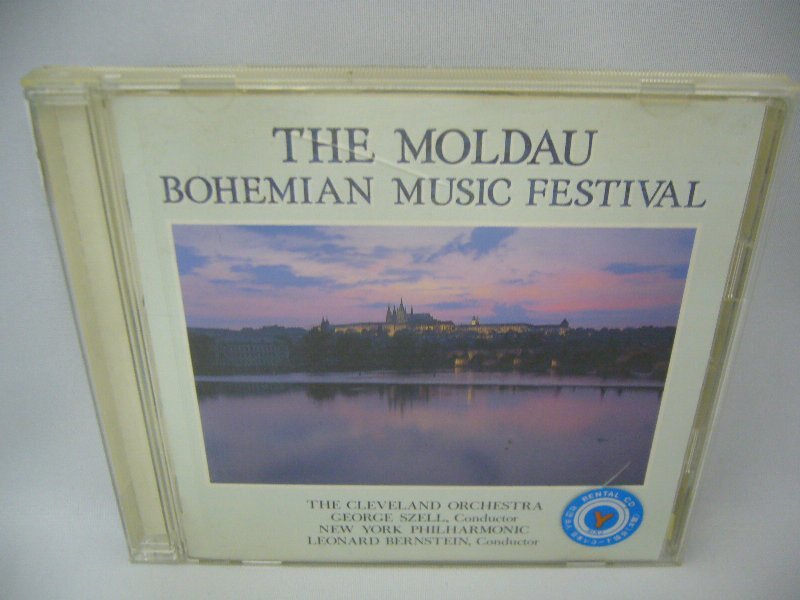 THE MOLDAU
BOHEMIAN MUSIC FESTIVAL
THE CLEVELAND ORCHESTRA
GEORGE SZELL, Conductor
NEW YORK PHILHARMONIC
LEONARD BERNSTEIN, Conductor
RENTAL CD
Y